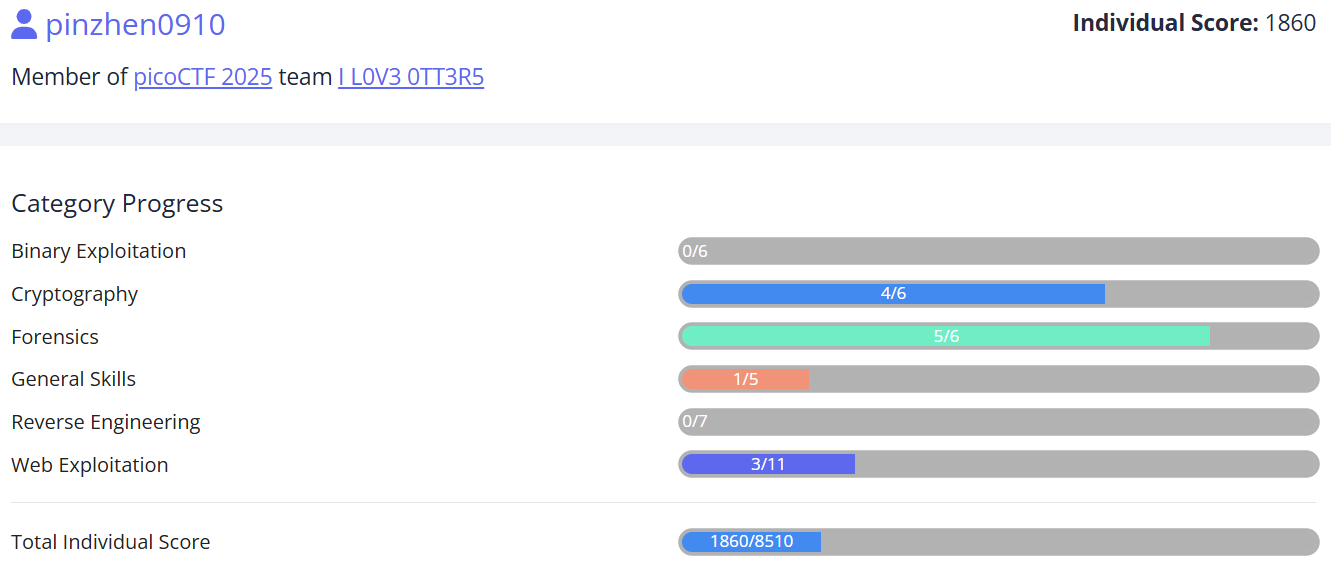 pinzhen0910
Individual Score: 1860
Member of picoCTF 2025 team I L0V3 0TT3R5
Category Progress
Binary Exploitation 0/6
Cryptography 4/6
Forensics 5/6
General Skills 1/5
Reverse Engineering 0/7
Web Exploitation 3/11
Total Individual Score 1860/8510